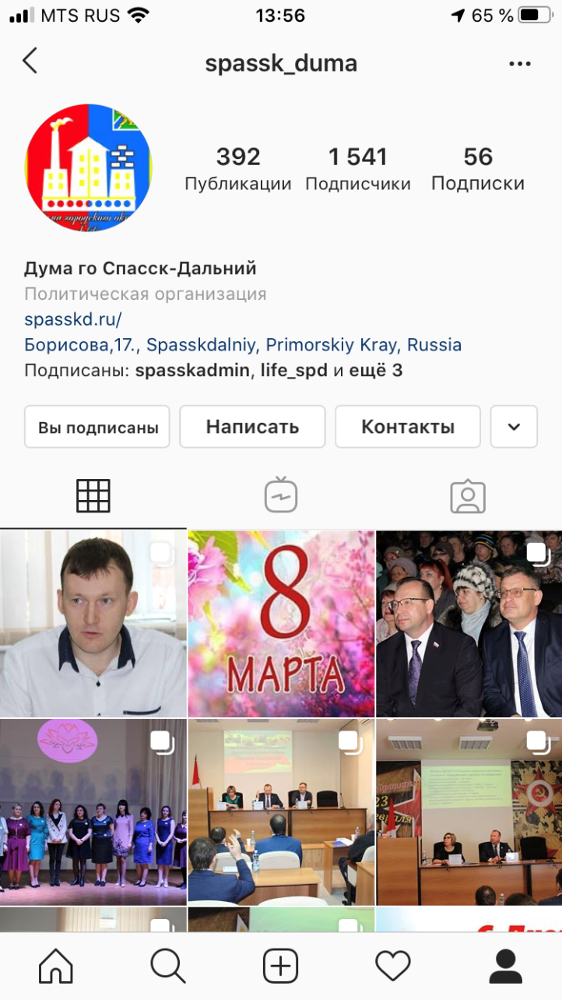 MTS RUS 13:56 65 %
spassk_duma
392 1 541 56
Публикации Подписчики Подписки
Дума го Спасск-Дальний
Политическая организация
spasskd.ru/
Борисова,17., Spasskdalniy, Primorskiy Kray, Russia
Подписаны: spasskadmin, life_spd и ещё 3
Вы подписаны Написать Контакты
8
МАРТА
23